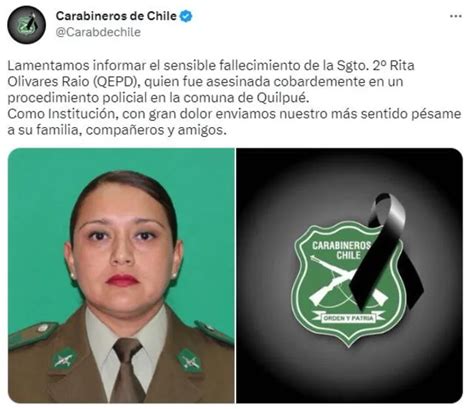 Carabineros de Chile
@Carabdechile
Lamentamos informar el sensible fallecimiento de la Sgto. 2º Rita
Olivares Raio (QEPD), quien fue asesinada cobardemente en un
procedimiento policial en la comuna de Quilpué.
Como Institución, con gran dolor enviamos nuestro más sentido pésame
a su familia, compañeros y amigos.
CARABINEROS
CHILE
ORDEN Y PATRIA